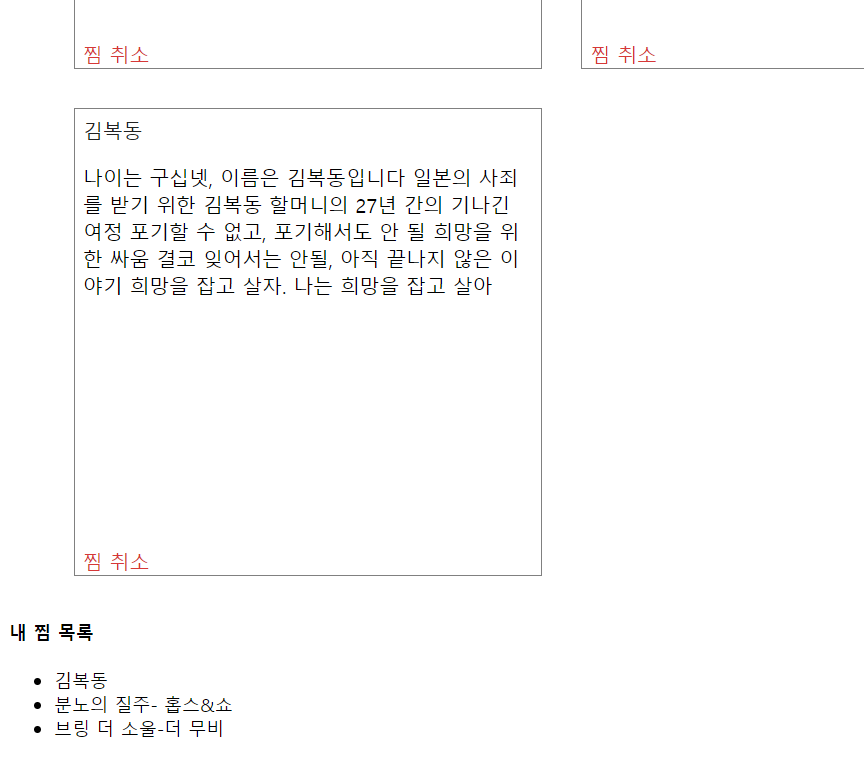 찜 취소
찜 취소
김복동
나이는 구십넷, 이름은 김복동입니다 일본의 사죄
를 받기 위한 김복동 할머니의 27년 간의 기나긴
여정 포기할 수 없고, 포기해서도 안 될 희망을 위
한 싸움 결코 잊어서는 안될, 아직 끝나지 않은 이
야기 희망을 잡고 살자. 나는 희망을 잡고 살아
찜 취소
내 찜 목록
김복동
분노의 질주- 홉스&쇼
브링 더 소울-더 무비